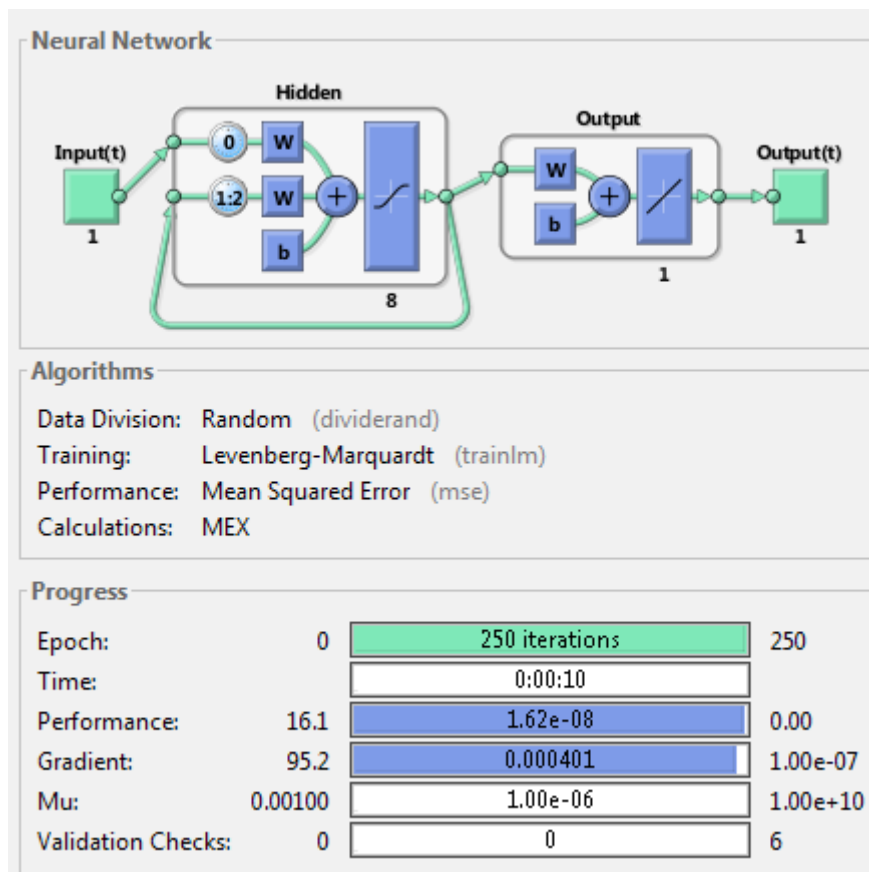 Neural Network
Hidden
Output
Input(t)
Output(t)
0
W
1:2
W
b
W
b
1
8
1
1
Algorithms
Data Division: Random (dividerand)
Training: Levenberg-Marquardt (trainlm)
Performance: Mean Squared Error (mse)
Calculations: MEX
Progress
Epoch: 0 250 iterations 250
Time: 0:00:10
Performance: 16.1 1.62e-08 0.00
Gradient: 95.2 0.000401 1.00e-07
Mu: 0.00100 1.00e-06 1.00e+10
Validation Checks: 0 0 6